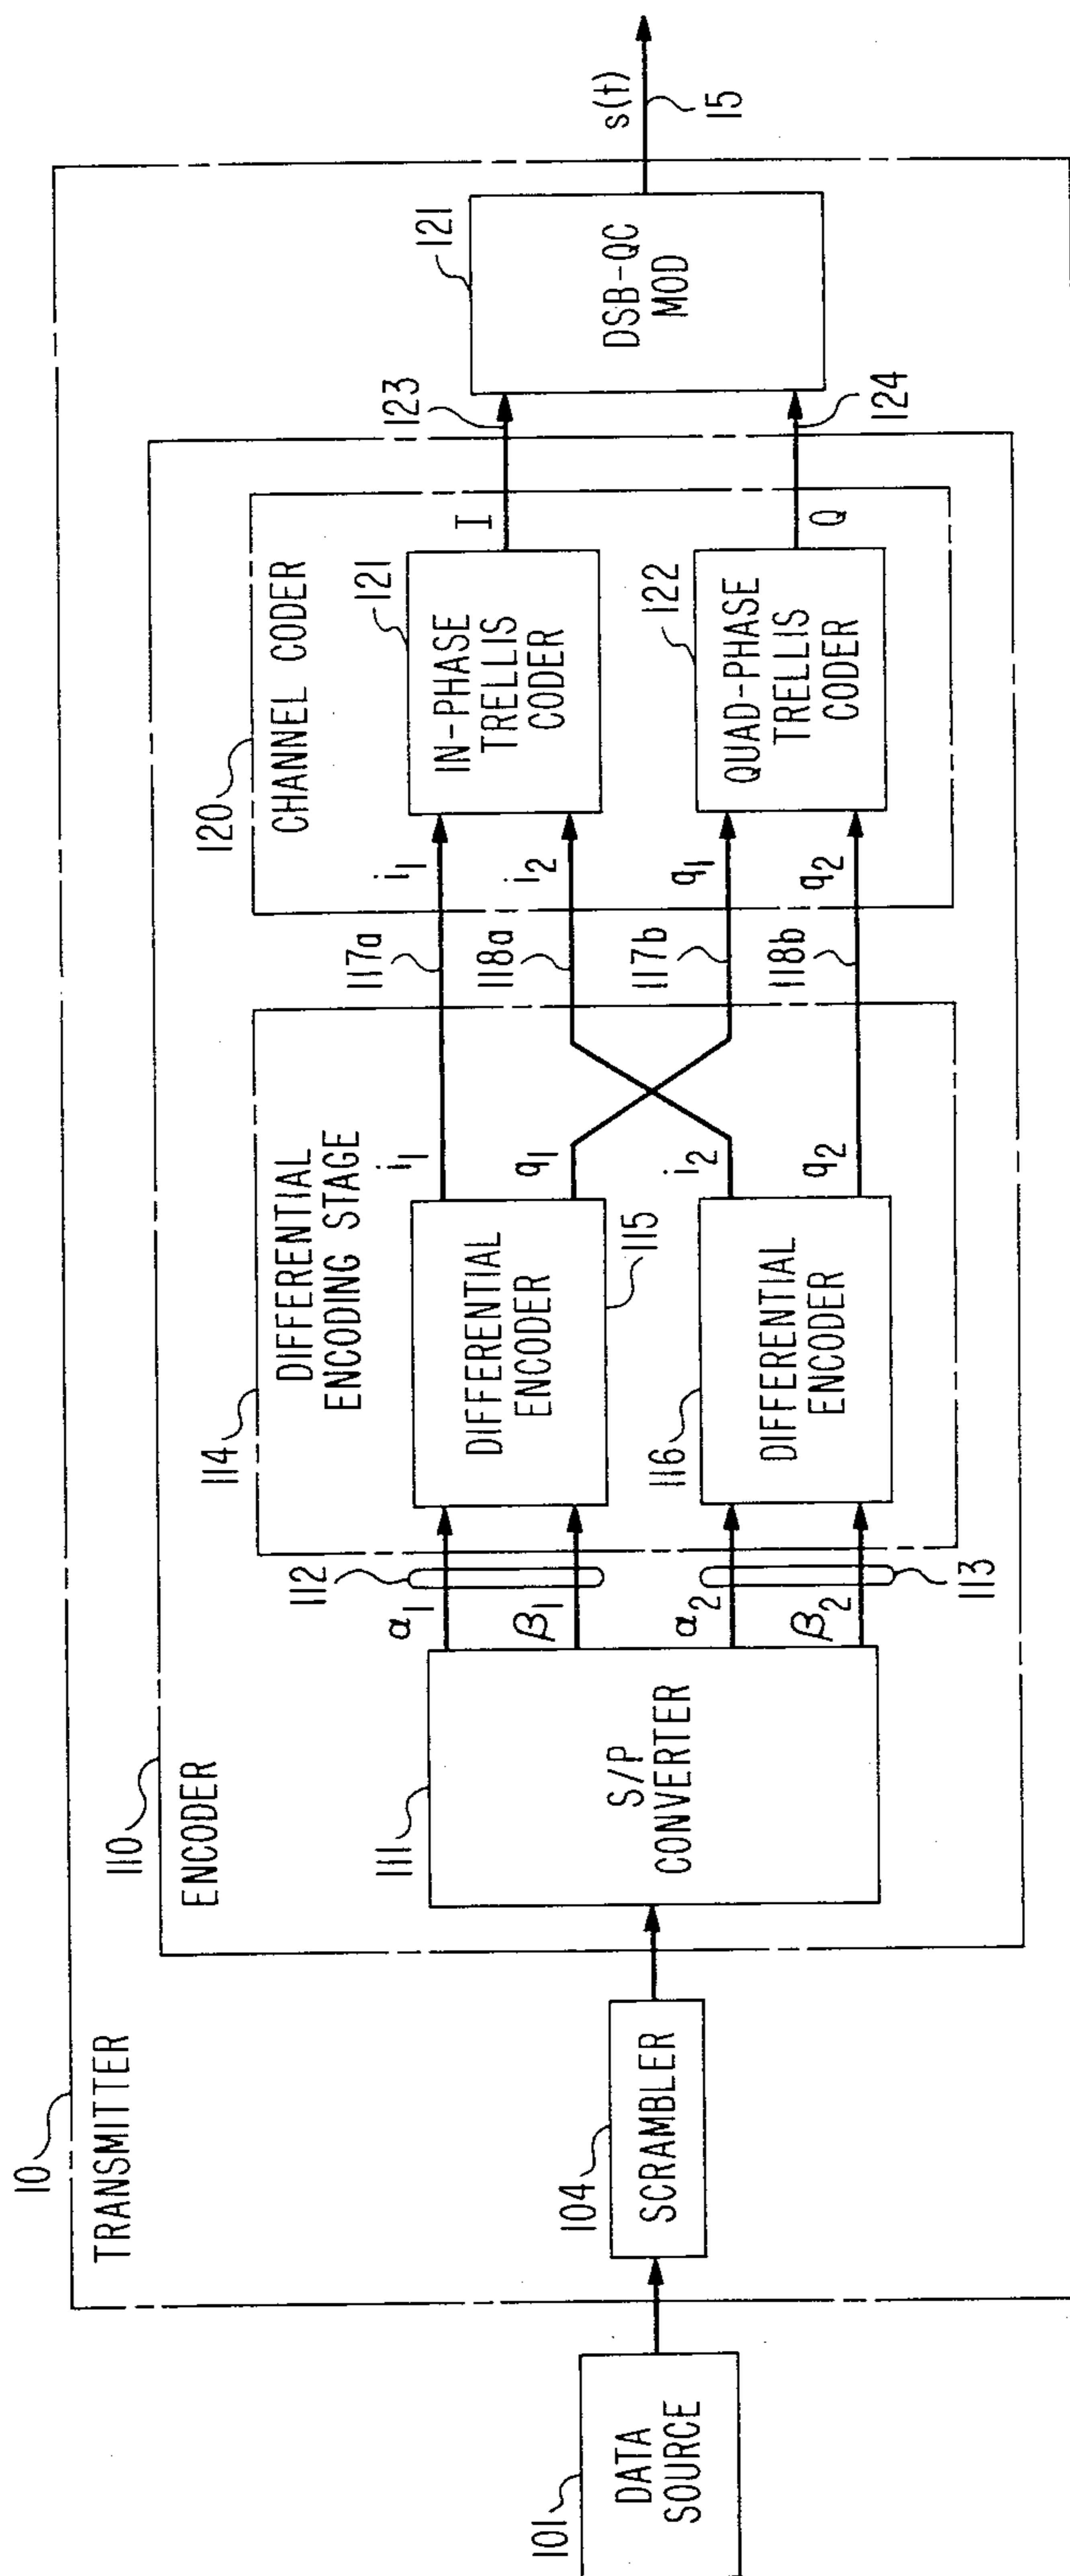 10
TRANSMITTER
110
ENCODER
101
DATA
SOURCE
104
SCRAMBLER
111
S/P
CONVERTER
112
α1
β1
113
α2
β2
114
DIFFERENTIAL
ENCODING STAGE
DIFFERENTIAL
ENCODER
115
116
DIFFERENTIAL
ENCODER
i1
q1
i2
q2
117a
118a
117b
118b
120
CHANNEL CODER
i1
i2
q1
q2
IN-PHASE
TRELLIS
CODER
121
QUAD-PHASE
TRELLIS
CODER
122
I
Q
123
124
DSB-QC
MOD
121
s(t)
15